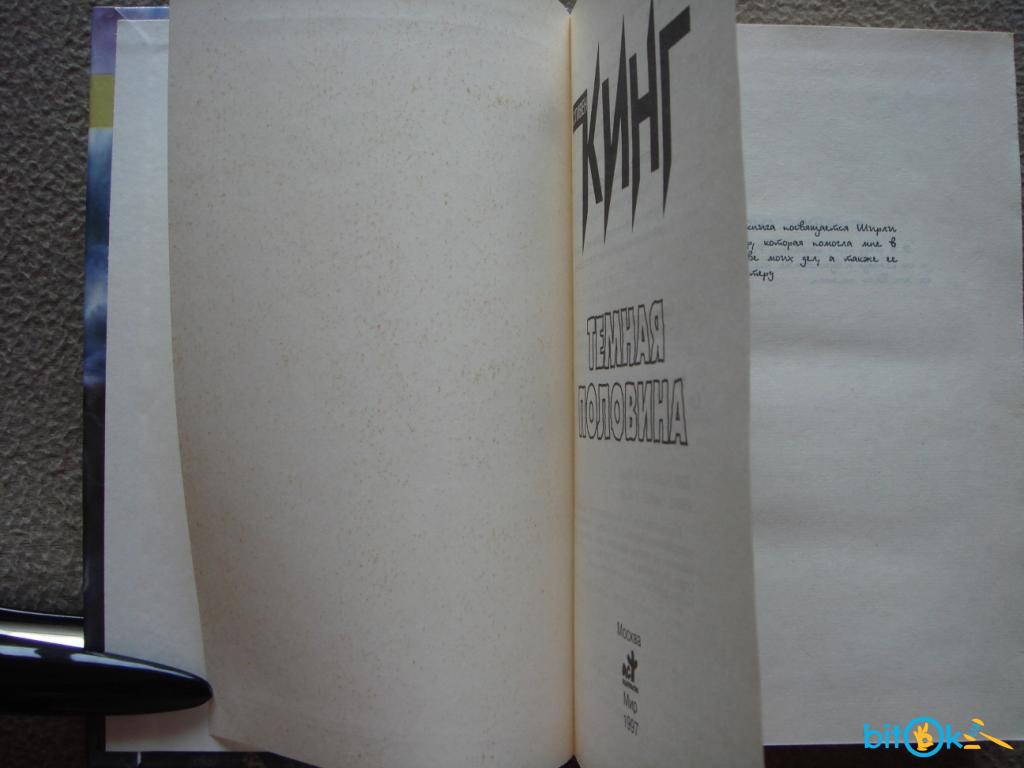 КИНГ
ТЕМНАЯ
ПОЛОВИНА
Москва
Мир
1997
книга посвящается Ширли
которая помогла мне в
моих дел, а также ее
bitok